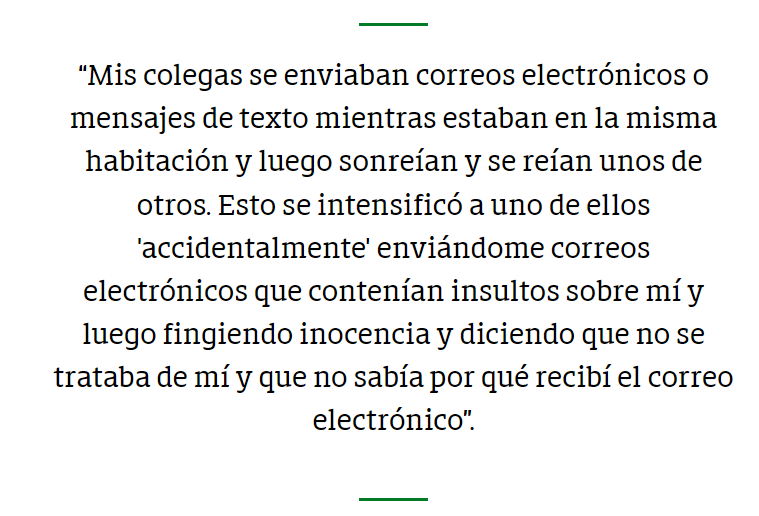 “Mis colegas se enviaban correos electrónicos o
mensajes de texto mientras estaban en la misma
habitación y luego sonreían y se reían unos de
otros. Esto se intensificó a uno de ellos
'accidentalmente' enviándome correos
electrónicos que contenían insultos sobre mí y
luego fingiendo inocencia y diciendo que no se
trataba de mí y que no sabía por qué recibí el correo
electrónico”.